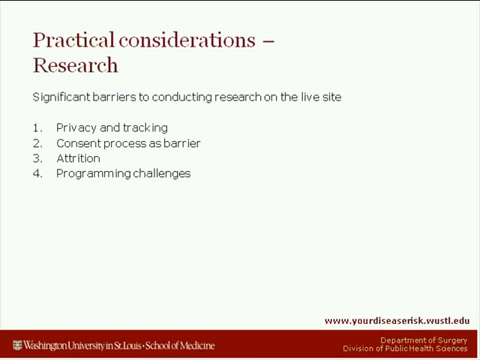 Practical considerations –
Research
Significant barriers to conducting research on the live site
1. Privacy and tracking
2. Consent process as barrier
3. Attrition
4. Programming challenges
www.yourdiseaserisk.wustl.edu
Washington University in St. Louis • School of Medicine
Department of Surgery
Division of Public Health Sciences